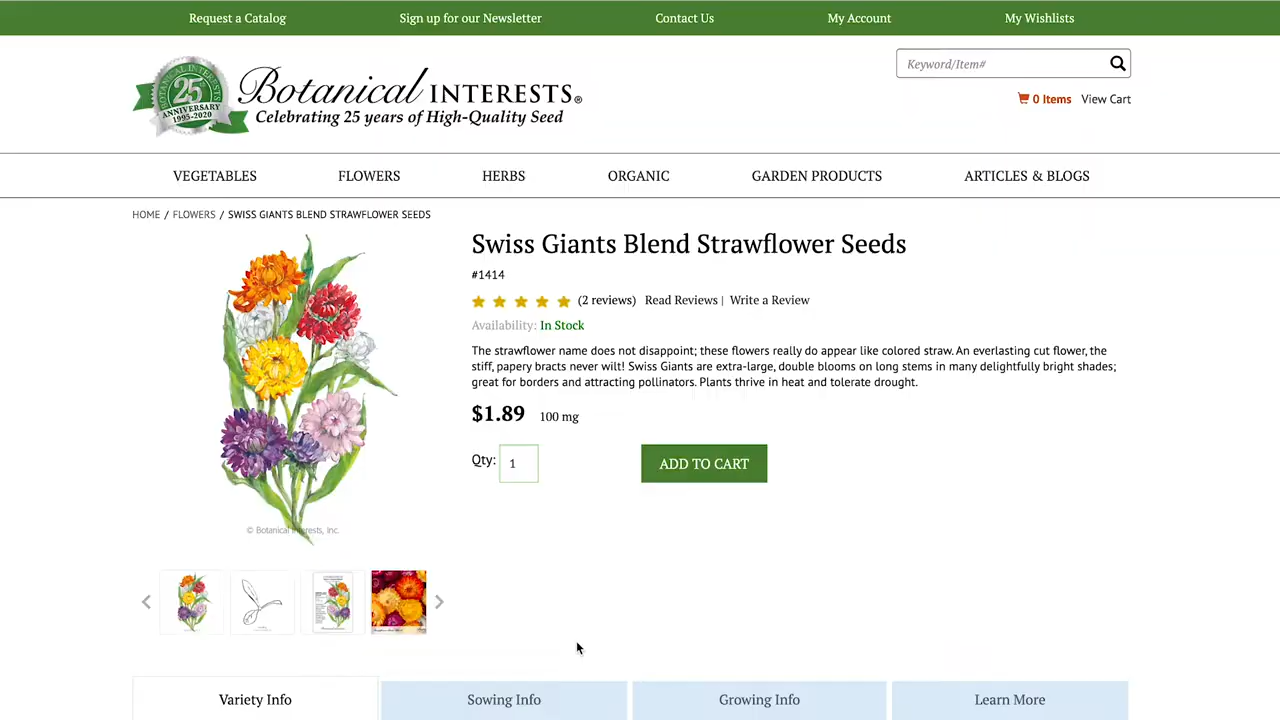 Request a Catalog
Sign up for our Newsletter
Contact Us
My Account
My Wishlists
BOTANICAL INTERESTS
25
ANNIVERSARY
1995-2020
Botanical INTERESTS®
Celebrating 25 years of High-Quality Seed
Keyword/Item#
0 Items View Cart
VEGETABLES
FLOWERS
HERBS
ORGANIC
GARDEN PRODUCTS
ARTICLES & BLOGS
HOME / FLOWERS / SWISS GIANTS BLEND STRAWFLOWER SEEDS
Swiss Giants Blend Strawflower Seeds
#1414
(2 reviews) Read Reviews | Write a Review
Availability: In Stock
The strawflower name does not disappoint; these flowers really do appear like colored straw. An everlasting cut flower, the
stiff, papery bracts never wilt! Swiss Giants are extra-large, double blooms on long stems in many delightfully bright shades;
great for borders and attracting pollinators. Plants thrive in heat and tolerate drought.
$1.89 100 mg
Qty: 1
ADD TO CART
© Botanical Interests, Inc.
Variety Info
Sowing Info
Growing Info
Learn More